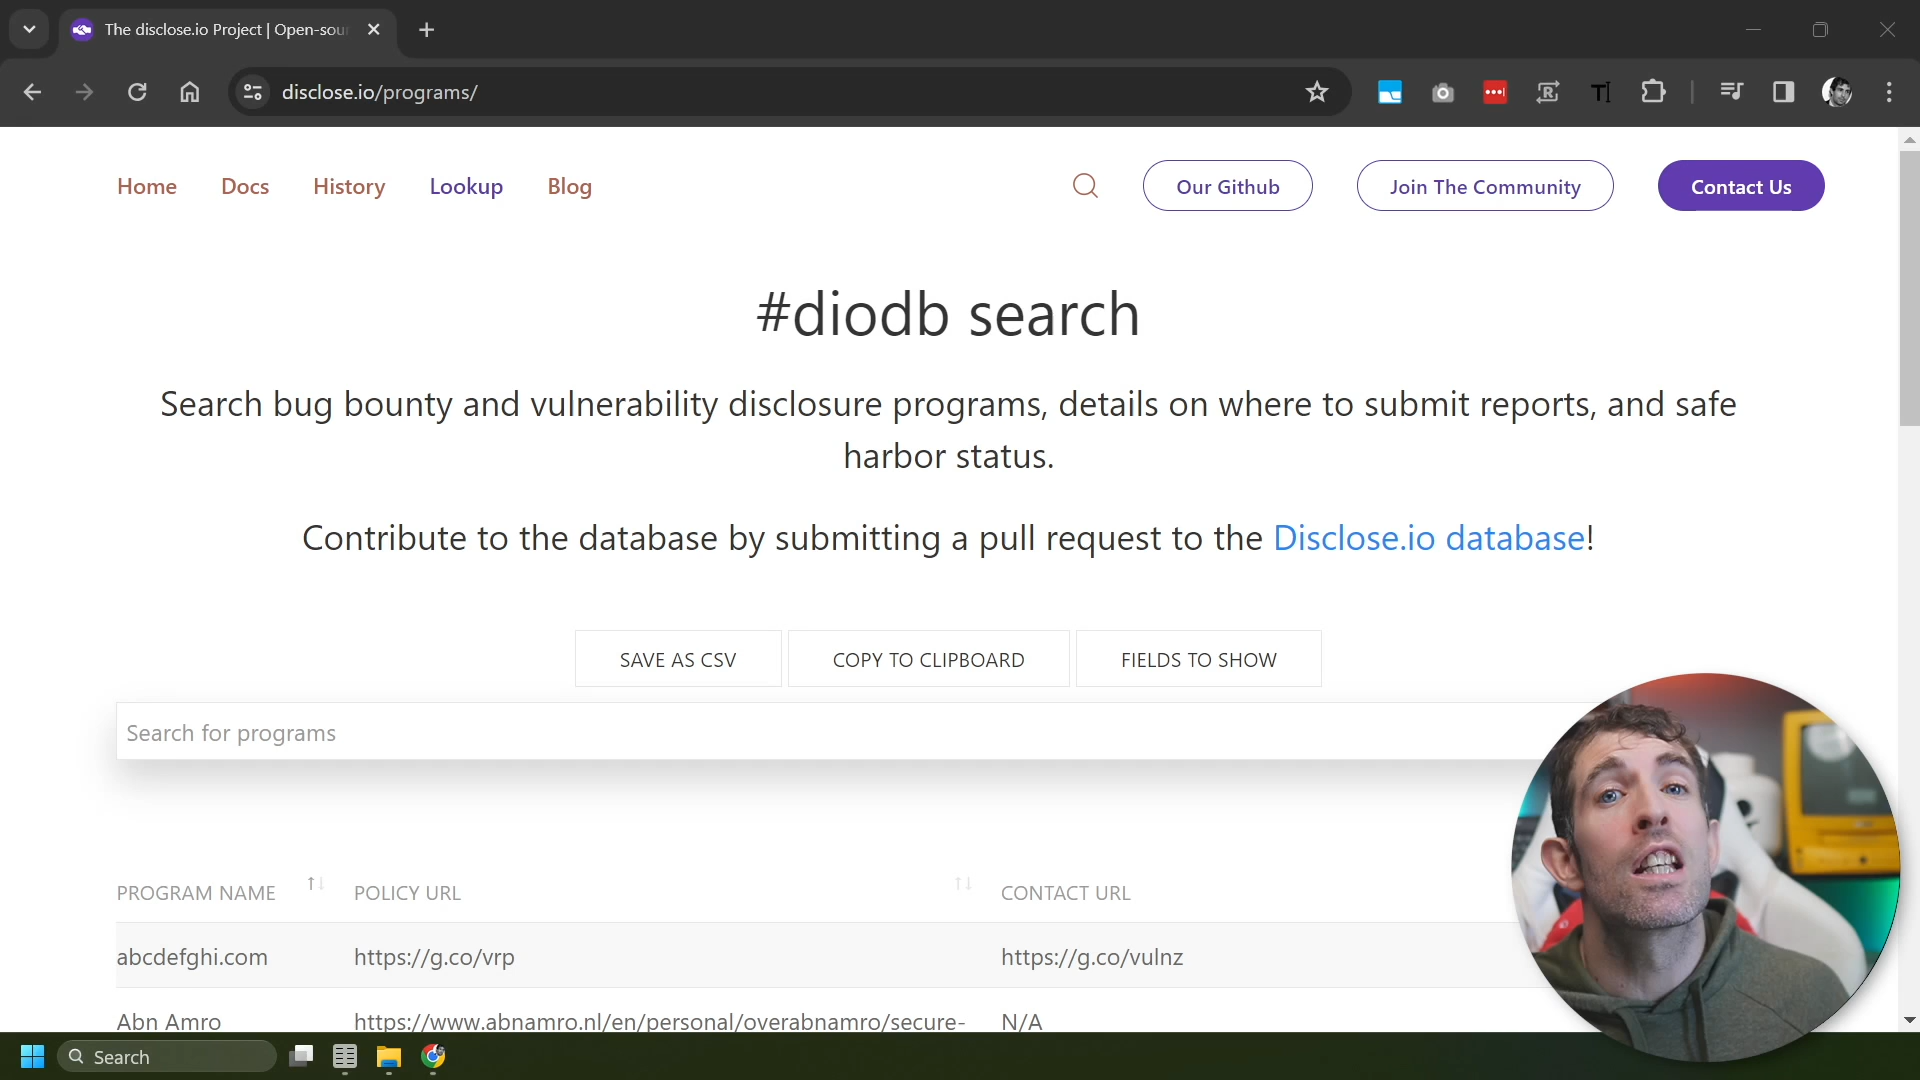 The disclose.io Project | Open-sour
disclose.io/programs/
Home Docs History Lookup Blog Our Github Join The Community Contact Us
#diodb search
Search bug bounty and vulnerability disclosure programs, details on where to submit reports, and safe
harbor status.
Contribute to the database by submitting a pull request to the Disclose.io database!
SAVE AS CSV COPY TO CLIPBOARD FIELDS TO SHOW
Search for programs
PROGRAM NAME POLICY URL CONTACT URL
abcdefghi.com https://g.co/vrp https://g.co/vulnz
Abn Amro https://www.abnamro.nl/en/personal/overabnamro/secure- N/A
Search